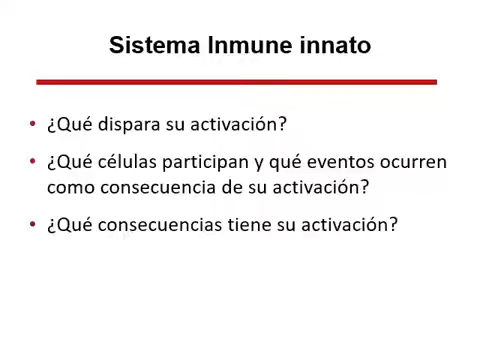 Sistema Inmune innato
• ¿Qué dispara su activación?
• ¿Qué células participan y qué eventos ocurren
como consecuencia de su activación?
• ¿Qué consecuencias tiene su activación?